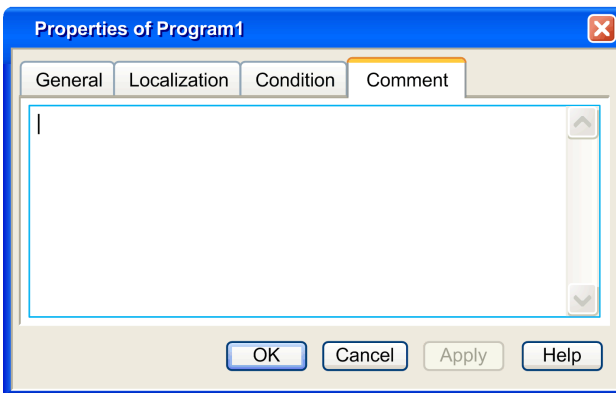 Properties of Program1
General Localization Condition Comment
OK Cancel Apply Help